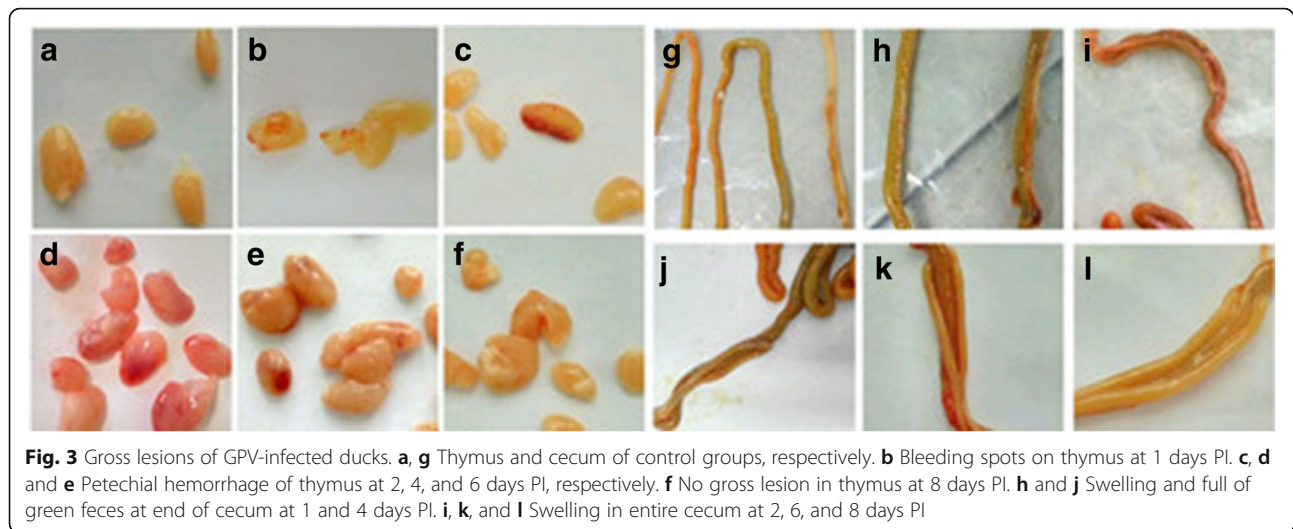 a
b
c
g
h
i
d
e
f
j
k
l
Fig. 3 Gross lesions of GPV-infected ducks. a, g Thymus and cecum of control groups, respectively. b Bleeding spots on thymus at 1 days PI. c, d
and e Petechial hemorrhage of thymus at 2, 4, and 6 days PI, respectively. f No gross lesion in thymus at 8 days PI. h and j Swelling and full of
green feces at end of cecum at 1 and 4 days PI. i, k, and l Swelling in entire cecum at 2, 6, and 8 days PI